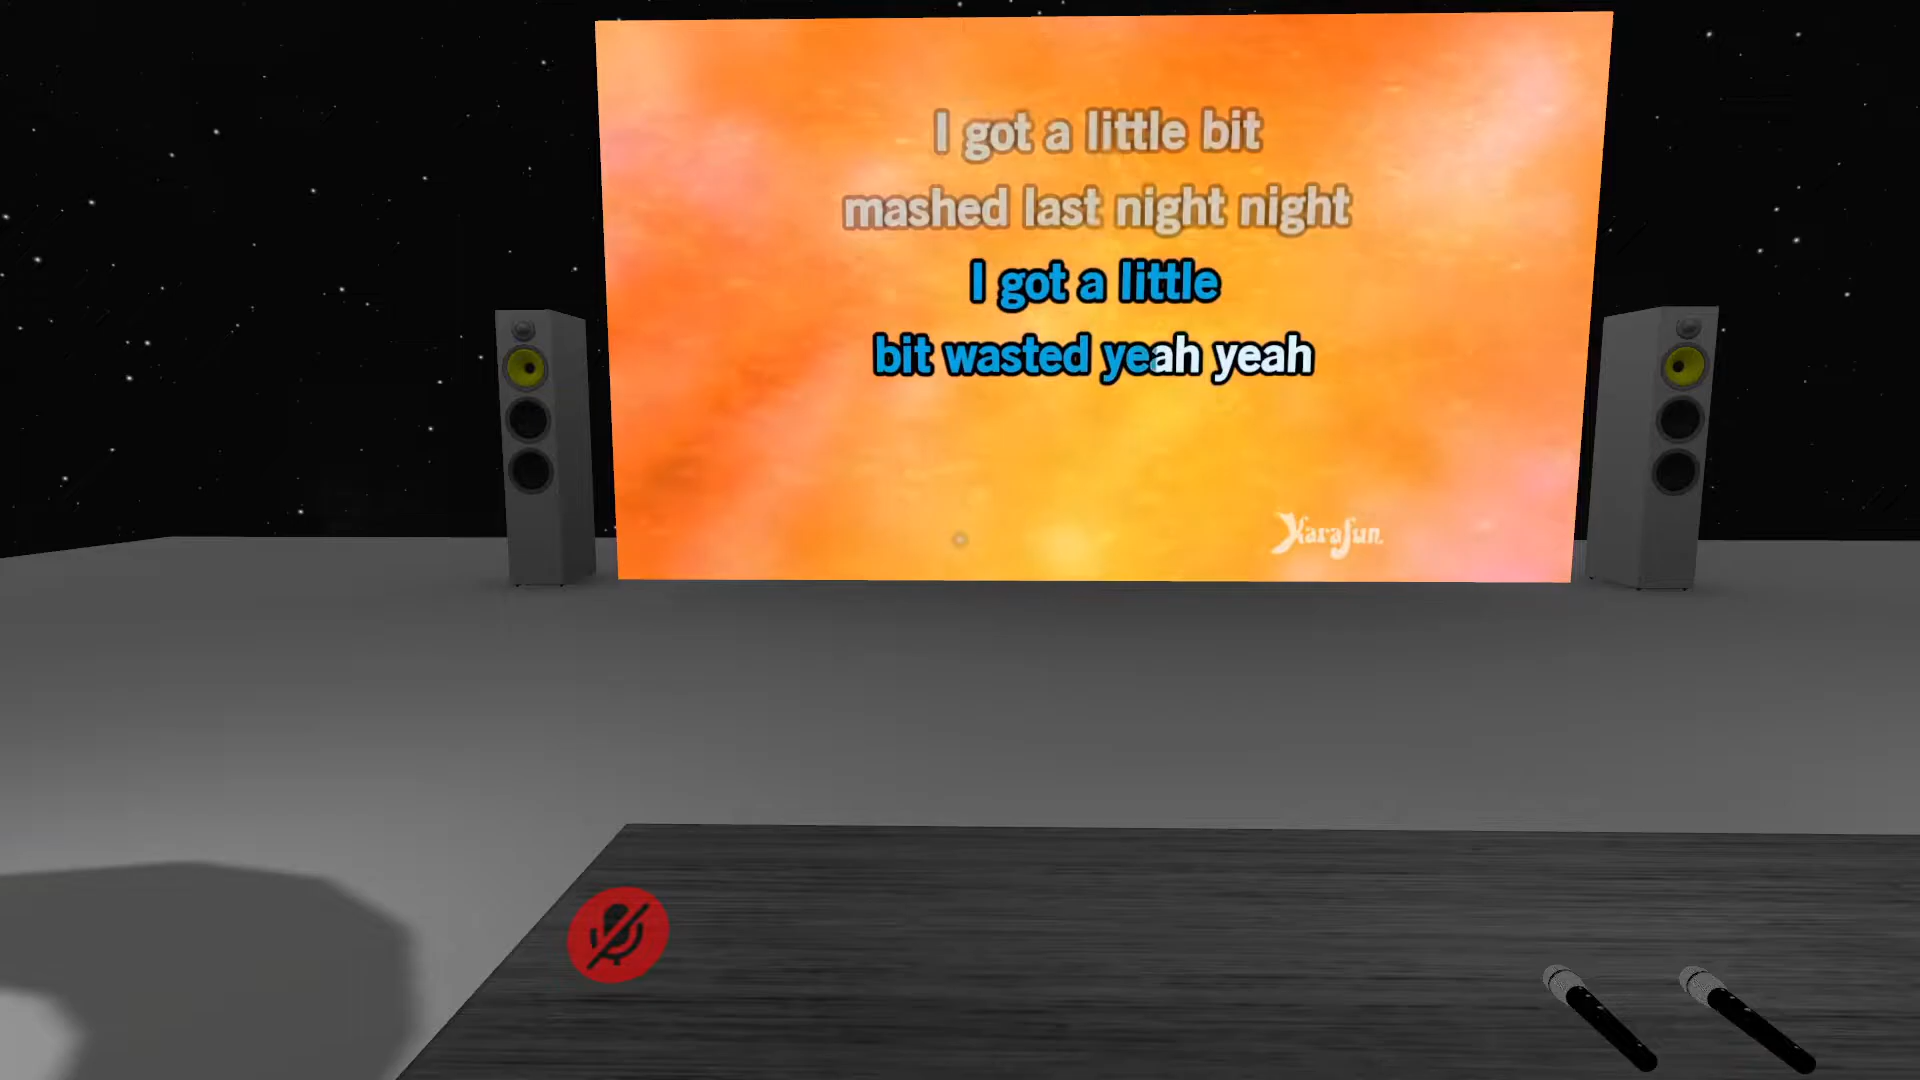 I got a little bit
mashed last night night
I got a little
bit wasted yeah yeah
KaraFun